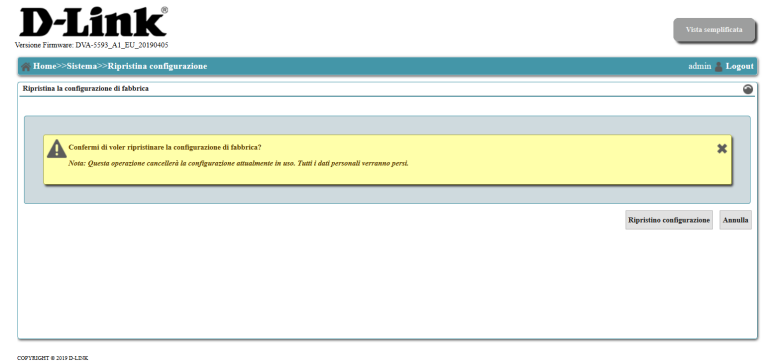 D-Link®
Vista semplificata
Versione Firmware: DVA-5593_A1_EU_20190405
Home>>Sistema>>Ripristina configurazione
admin Logout
Ripristina la configurazione di fabbrica
Confermi di voler ripristinare la configurazione di fabbrica?
Nota: Questa operazione cancellerà la configurazione attualmente in uso. Tutti i dati personali verranno persi.
Ripristino configurazione Annulla
COPYRIGHT © 2019 D-LINK